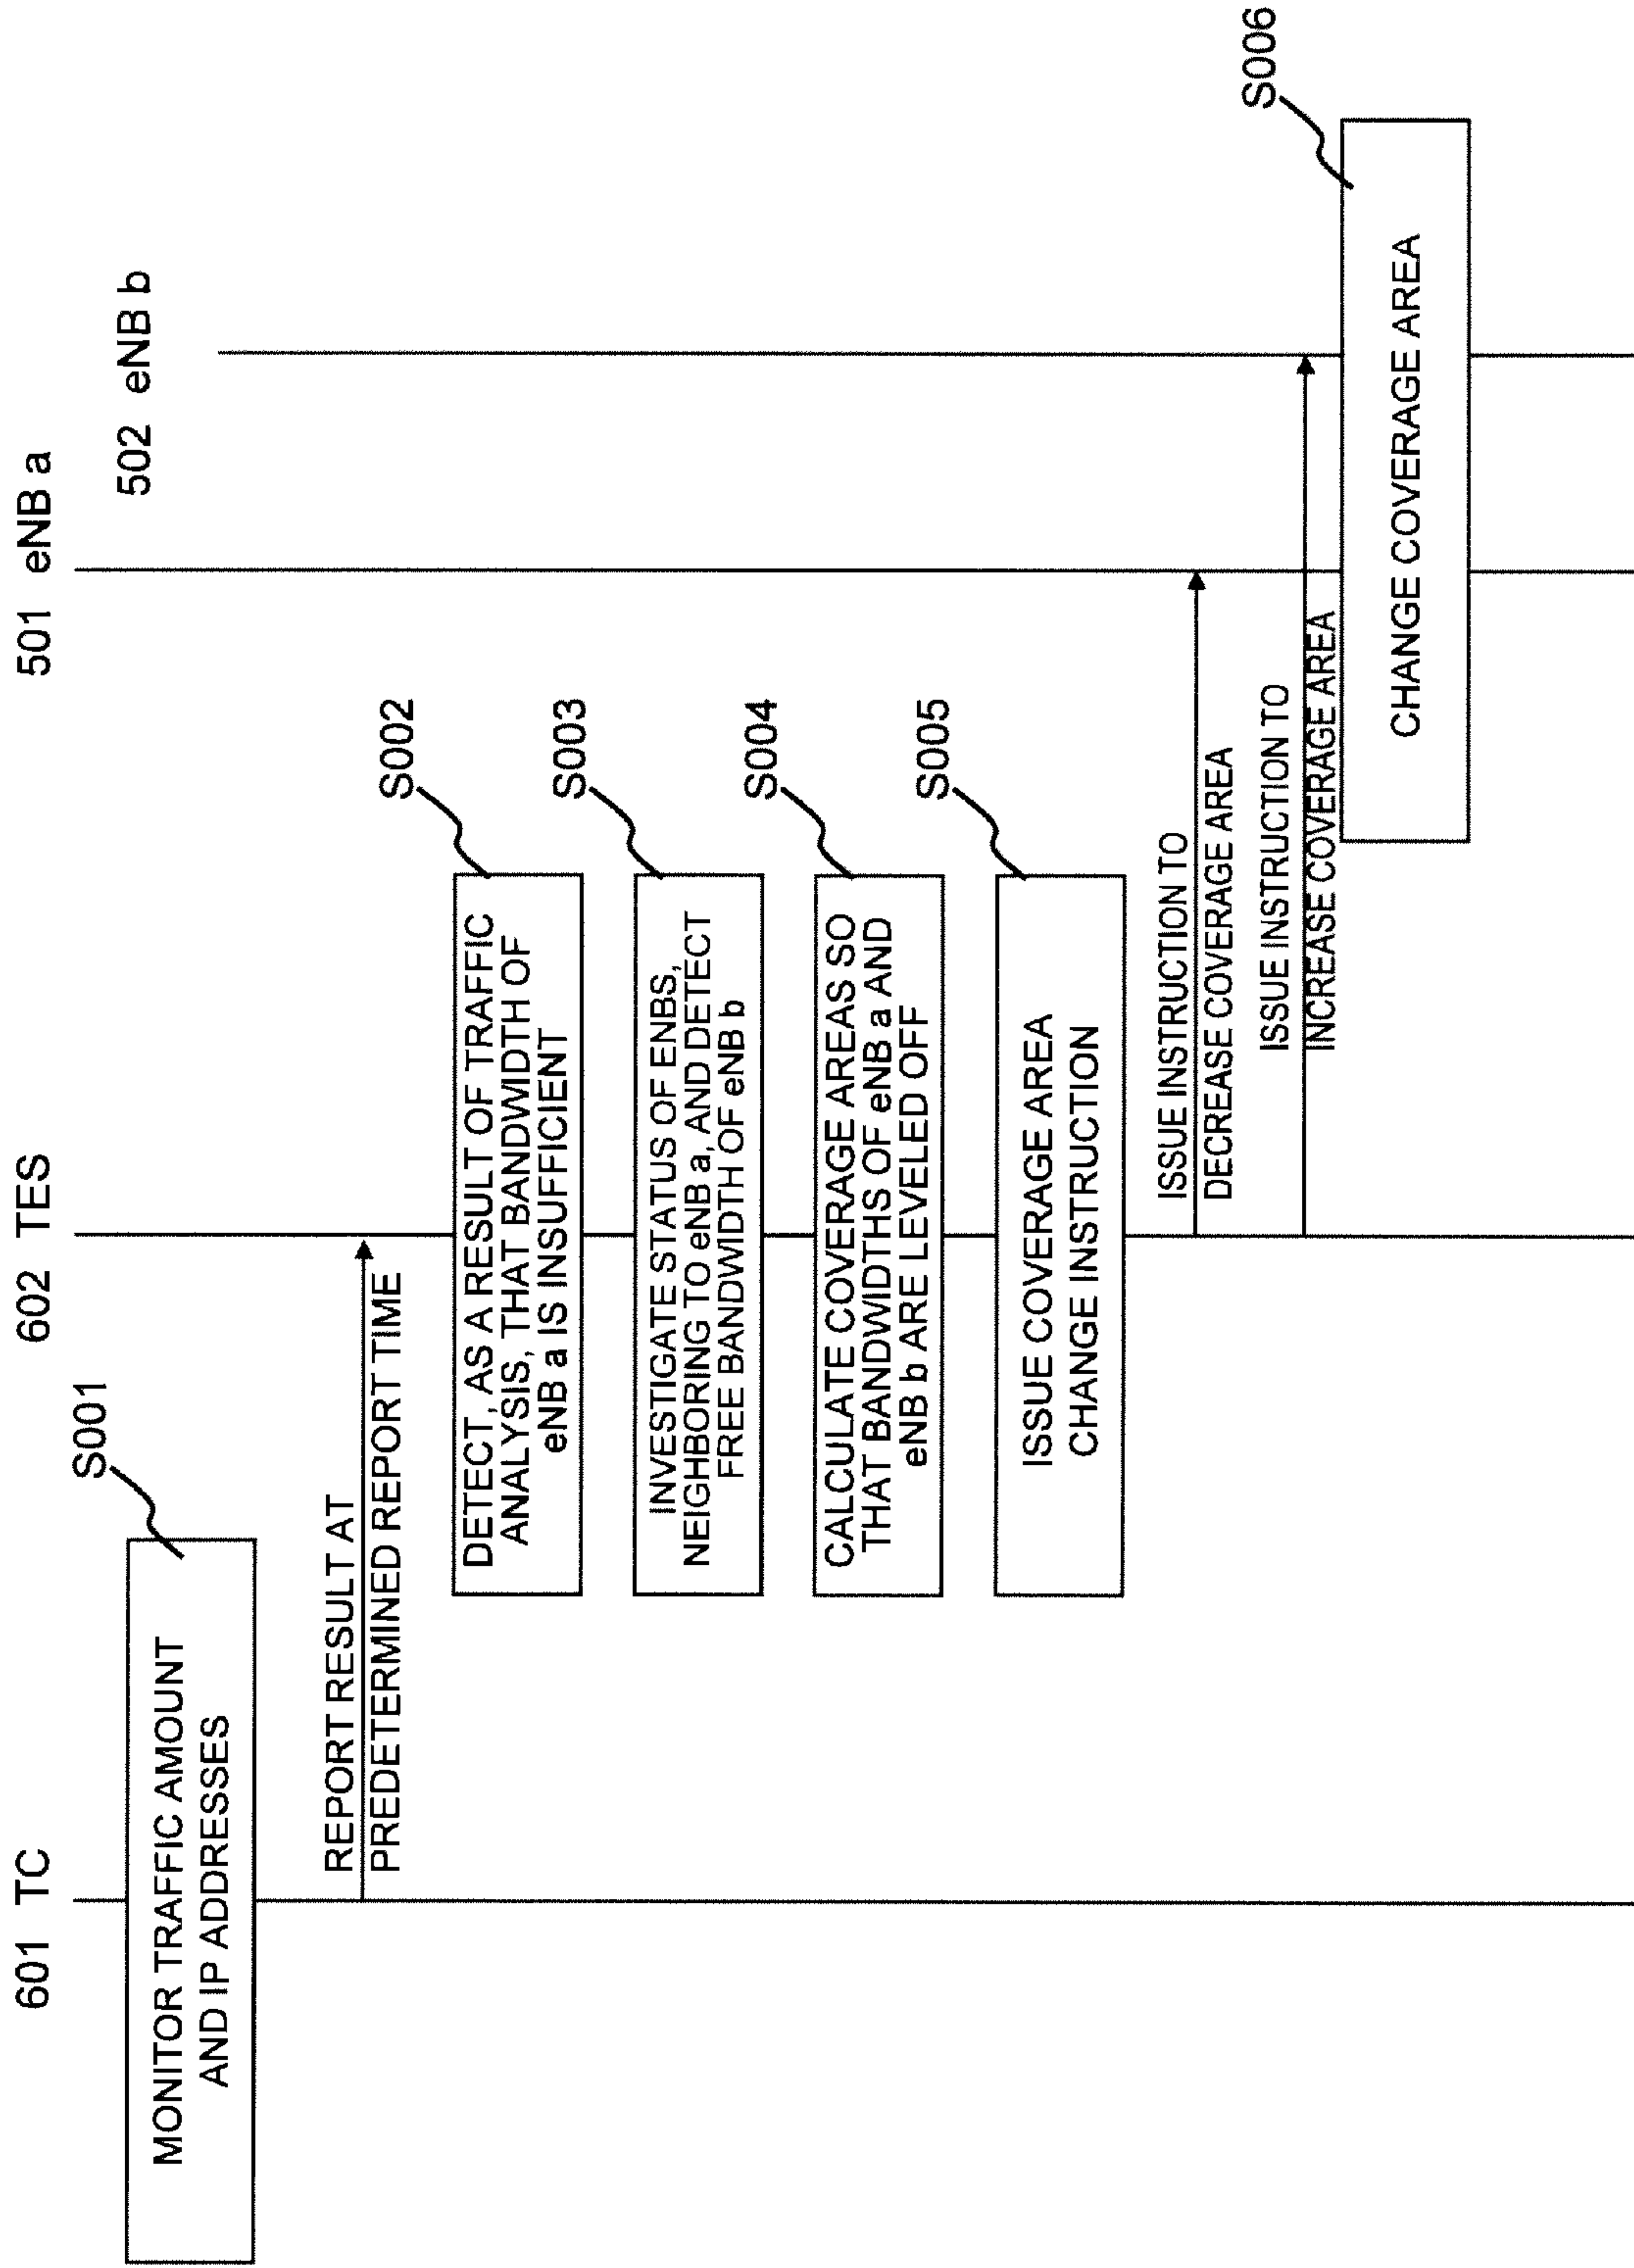 601 TC
602 TES
501 eNB a
502 eNB b
S001
MONITOR TRAFFIC AMOUNT
AND IP ADDRESSES
REPORT RESULT AT
PREDETERMINED REPORT TIME
S002
DETECT, AS A RESULT OF TRAFFIC
ANALYSIS, THAT BANDWIDTH OF
eNB a IS INSUFFICIENT
S003
INVESTIGATE STATUS OF ENBS,
NEIGHBORING TO eNB a, AND DETECT
FREE BANDWIDTH OF eNB b
S004
CALCULATE COVERAGE AREAS SO
THAT BANDWIDTHS OF eNB a AND
eNB b ARE LEVELED OFF
S005
ISSUE COVERAGE AREA
CHANGE INSTRUCTION
ISSUE INSTRUCTION TO
DECREASE COVERAGE AREA
ISSUE INSTRUCTION TO
INCREASE COVERAGE AREA
S006
CHANGE COVERAGE AREA